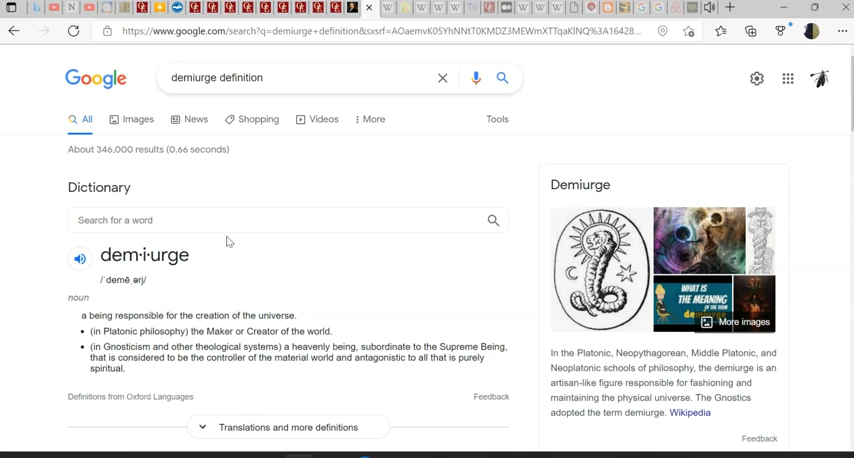 https://www.google.com/search?q=demiurge+definition&sxsrf=AOaemvK05YhNNtT0KMDZ3MEWmXTTqaKINQ%3A16428...
Google
demiurge definition
All Images News Shopping Videos More Tools
About 346,000 results (0.66 seconds)
Dictionary
Search for a word
dem·i·urge
/ˈdemēˌərj/
noun
a being responsible for the creation of the universe.
• (in Platonic philosophy) the Maker or Creator of the world.
• (in Gnosticism and other theological systems) a heavenly being, subordinate to the Supreme Being,
that is considered to be the controller of the material world and antagonistic to all that is purely
spiritual.
Definitions from Oxford Languages Feedback
Translations and more definitions
Demiurge
WHAT IS
THE MEANING
More images
In the Platonic, Neopythagorean, Middle Platonic, and
Neoplatonic schools of philosophy, the demiurge is an
artisan-like figure responsible for fashioning and
maintaining the physical universe. The Gnostics
adopted the term demiurge. Wikipedia
Feedback